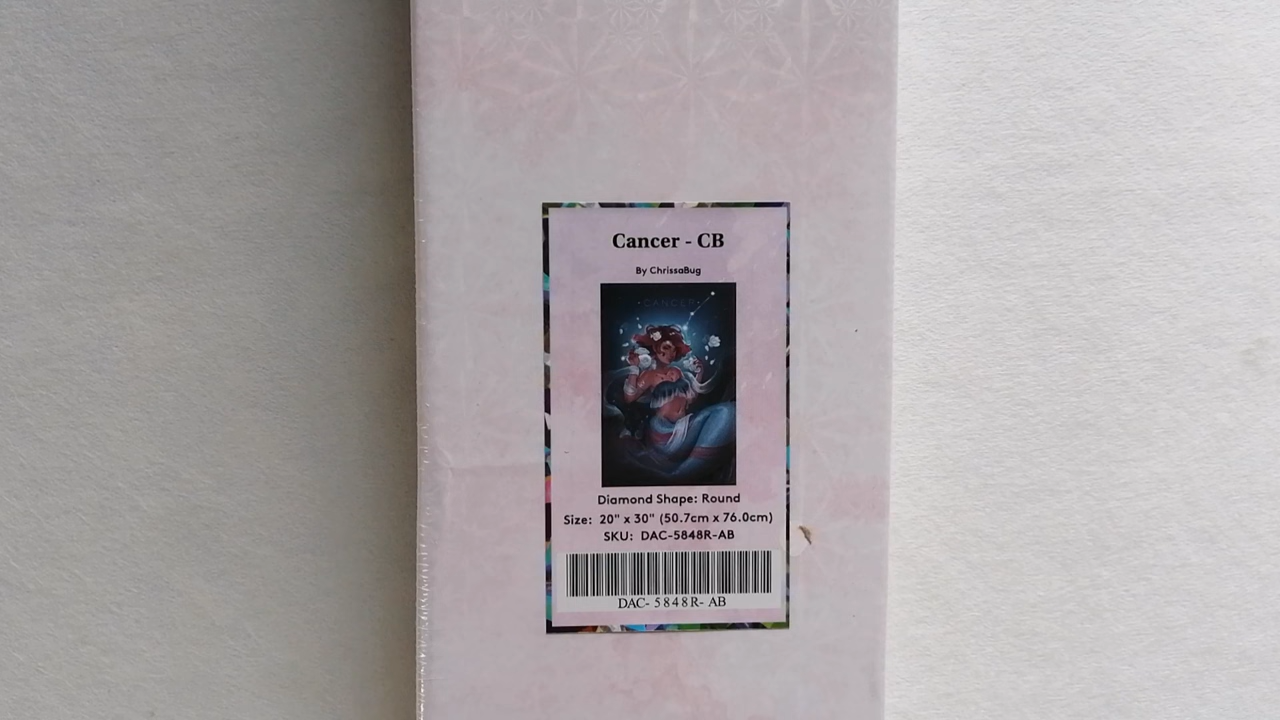 Cancer - CB
By ChrissaBug
CANCER
Diamond Shape: Round
Size: 20" x 30" (50.7cm x 76.0cm)
SKU: DAC-5848R-AB
DAC- 5848R- AB